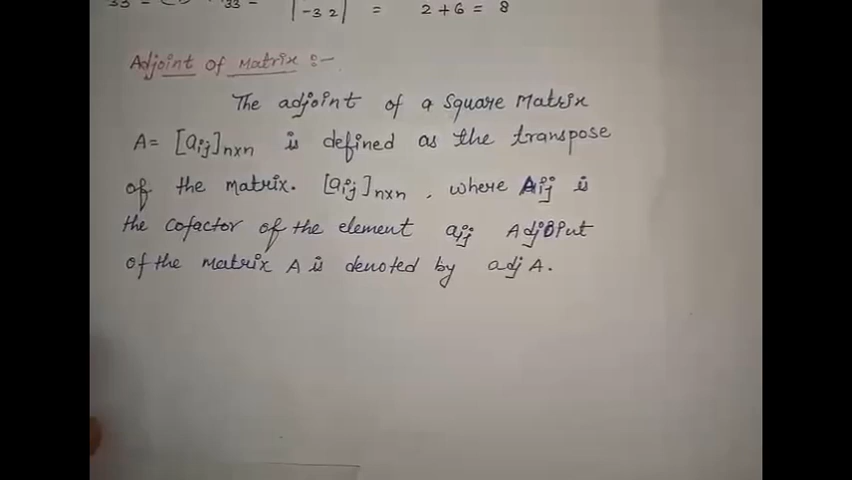 33 = 33 = |-3 2| = 2+6 = 8
Adjoint of Matrix :-
The adjoint of a square Matrix
A = [aij]nxn is defined as the transpose
of the matrix. [aij]nxn , where Aij is
the cofactor of the element aij Adjoint
of the matrix A is denoted by adj A.